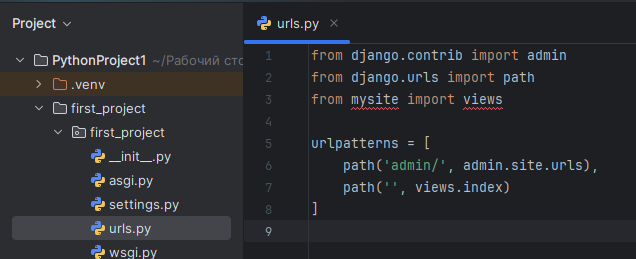 Project
PythonProject1 ~/Рабочий сто
.venv
first_project
first_project
__init__.py
asgi.py
settings.py
urls.py
wsgi.py
urls.py
1 from django.contrib import admin
2 from django.urls import path
3 from mysite import views
4
5 urlpatterns = [
6     path('admin/', admin.site.urls),
7     path('', views.index)
8 ]
9